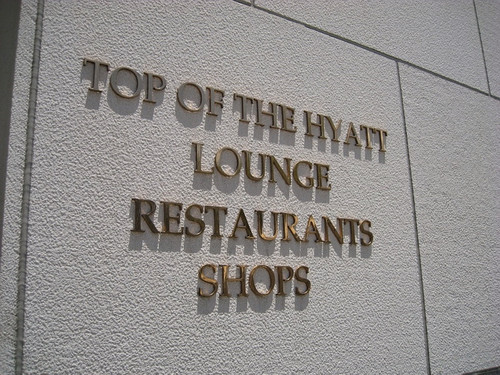 TOP OF THE HYATT
LOUNGE
RESTAURANTS
SHOPS